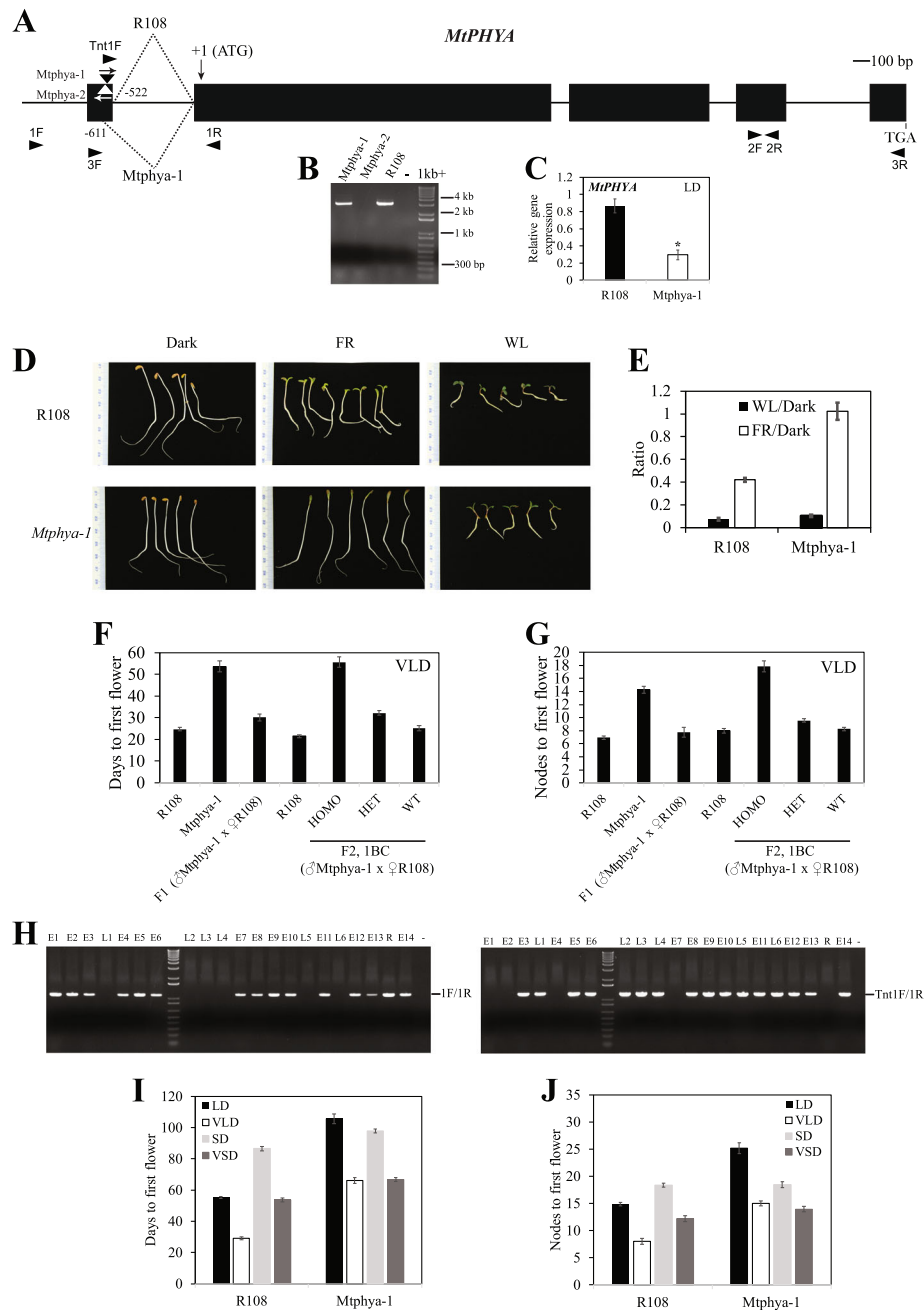 A
R108
MtPHYA
Tnt1F
+1 (ATG)
100 bp
Mtphya-1
Mtphya-2
-522
-611
1F
3F
1R
2F 2R
TGA
3R
Mtphya-1
B
Mtphya-1
Mtphya-2
R108
-
1kb+
4 kb
2 kb
1 kb
300 bp
C
MtPHYA
LD
Relative gene expression
1.2
1
0.8
0.6
0.4
0.2
0
*
R108
Mtphya-1
D
Dark
FR
WL
R108
Mtphya-1
E
WL/Dark
FR/Dark
Ratio
1.2
1
0.8
0.6
0.4
0.2
0
R108
Mtphya-1
F
VLD
Days to first flower
60
50
40
30
20
10
0
R108
Mtphya-1
F1 (♂Mtphya-1 x ♀R108)
R108
HOMO
HET
WT
F2, 1BC
(♂Mtphya-1 x ♀R108)
G
VLD
Nodes to first flower
20
18
16
14
12
10
8
6
4
2
0
R108
Mtphya-1
F1 (♂Mtphya-1 x ♀R108)
R108
HOMO
HET
WT
F2, 1BC
(♂Mtphya-1 x ♀R108)
H
E1 E2 E3 L1 E4 E5 E6 L2 L3 L4 E7 E8 E9 E10 L5 E11 L6 E12 E13 R E14 -
1F/1R
E1 E2 E3 L1 E4 E5 E6 L2 L3 L4 E7 E8 E9 E10 L5 E11 L6 E12 E13 R E14 -
Tnt1F/1R
I
LD
VLD
SD
VSD
Days to first flower
120
100
80
60
40
20
0
R108
Mtphya-1
J
LD
VLD
SD
VSD
Nodes to first flower
35
30
25
20
15
10
5
0
R108
Mtphya-1